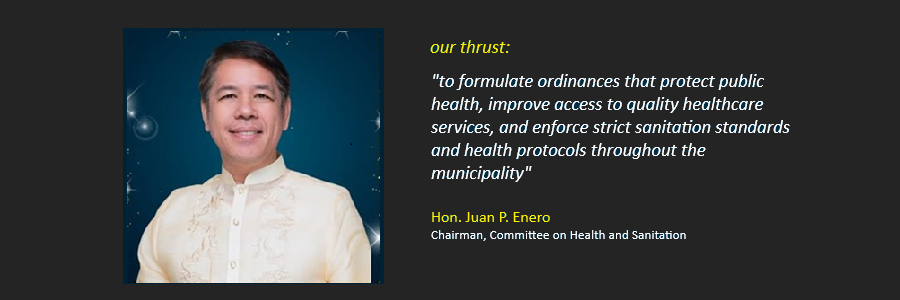 our thrust:
"to formulate ordinances that protect public
health, improve access to quality healthcare
services, and enforce strict sanitation standards
and health protocols throughout the
municipality"
Hon. Juan P. Enero
Chairman, Committee on Health and Sanitation